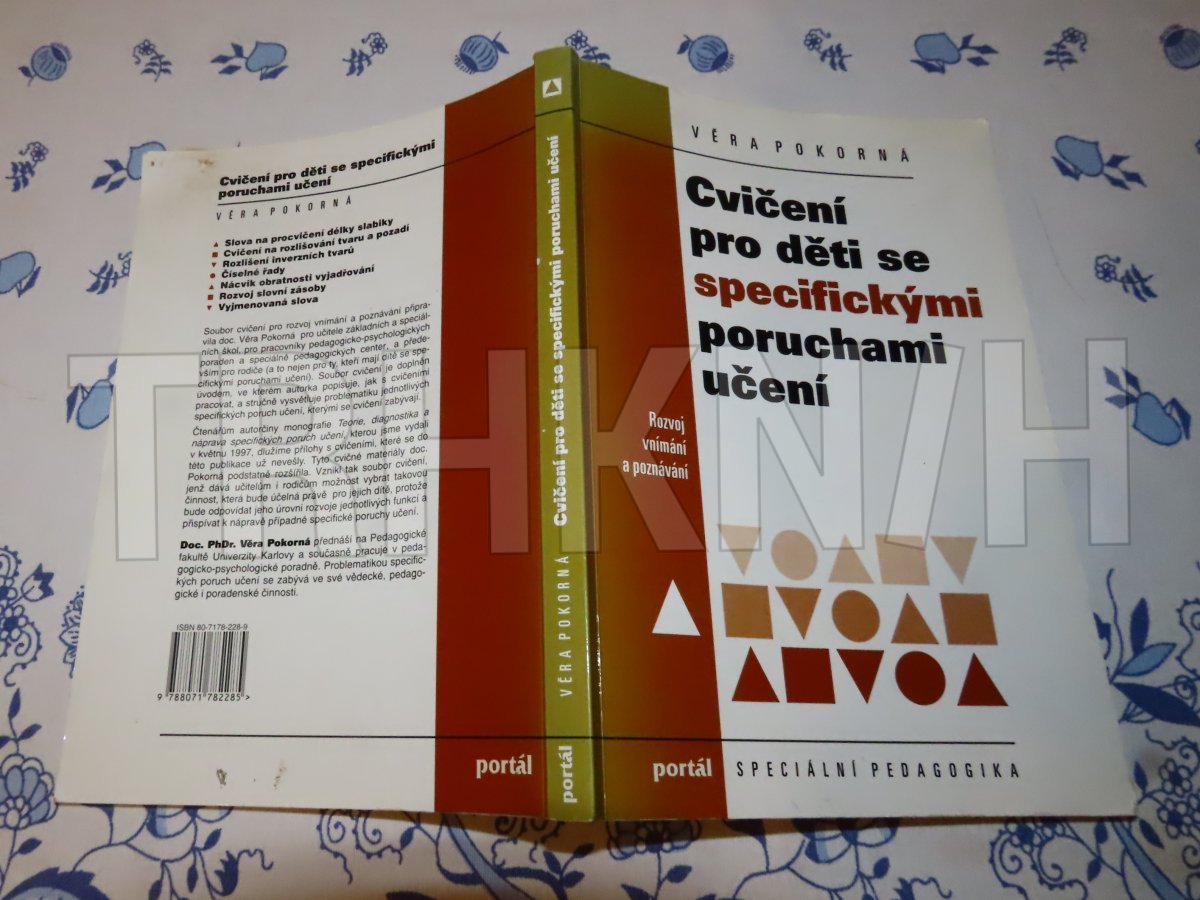 Cvičení pro děti se specifickými
poruchami učení
VĚRA POKORNÁ
Slova na procvičení délky slabiky
Cvičení na rozlišování tvaru a pozadí
Rozlišení inverzních tvarů
Číselné řady
Nácvik obratnosti vyjadřování
Rozvoj slovní zásoby
Vyjmenovaná slova
Soubor cvičení pro rozvoj vnímání a poznávání připra-
vila doc. Věra Pokorná pro učitele základních a speciál-
ních škol, pro pracovníky pedagogicko-psychologických
poraden a speciálně pedagogických center, a přede-
vším pro rodiče (a to nejen pro ty, kteří mají dítě se spe-
cifickými poruchami učení). Soubor cvičení je doplněn
úvodem, ve kterém autorka popisuje, jak s cvičeními
pracovat, a stručně vysvětluje problematiku jednotlivých
specifických poruch učení, kterými se cvičení zabývají.
Čtenářům autorčiny monografie Teorie, diagnostika a
náprava specifických poruch učení, kterou jsme vydali
v květnu 1997, dlužíme přílohy s cvičeními, které se do
této publikace už nevešly. Tyto cvičné materiály doc.
Pokorná podstatně rozšířila. Vznikl tak soubor cvičení,
jenž dává učitelům i rodičům možnost vybrat takovou
činnost, která bude účelná právě pro jejich dítě, protože
bude odpovídat jeho úrovni rozvoje jednotlivých funkcí a
přispívat k nápravě případné specifické poruchy učení.
Doc. PhDr. Věra Pokorná přednáší na Pedagogické
fakultě Univerzity Karlovy a současně pracuje v peda-
gogicko-psychologické poradně. Problematikou specific-
kých poruch učení se zabývá ve své vědecké, pedago-
gické i poradenské činnosti.
ISBN 80-7178-228-9
9 788071 782285 >
portál
VĚRA POKORNÁ Cvičení pro děti se specifickými poruchami učení
portál
VĚRA POKORNÁ
Cvičení
pro děti se
specifickými
poruchami
učení
Rozvoj
vnímání
a poznávání
portál
SPECIÁLNÍ PEDAGOGIKA